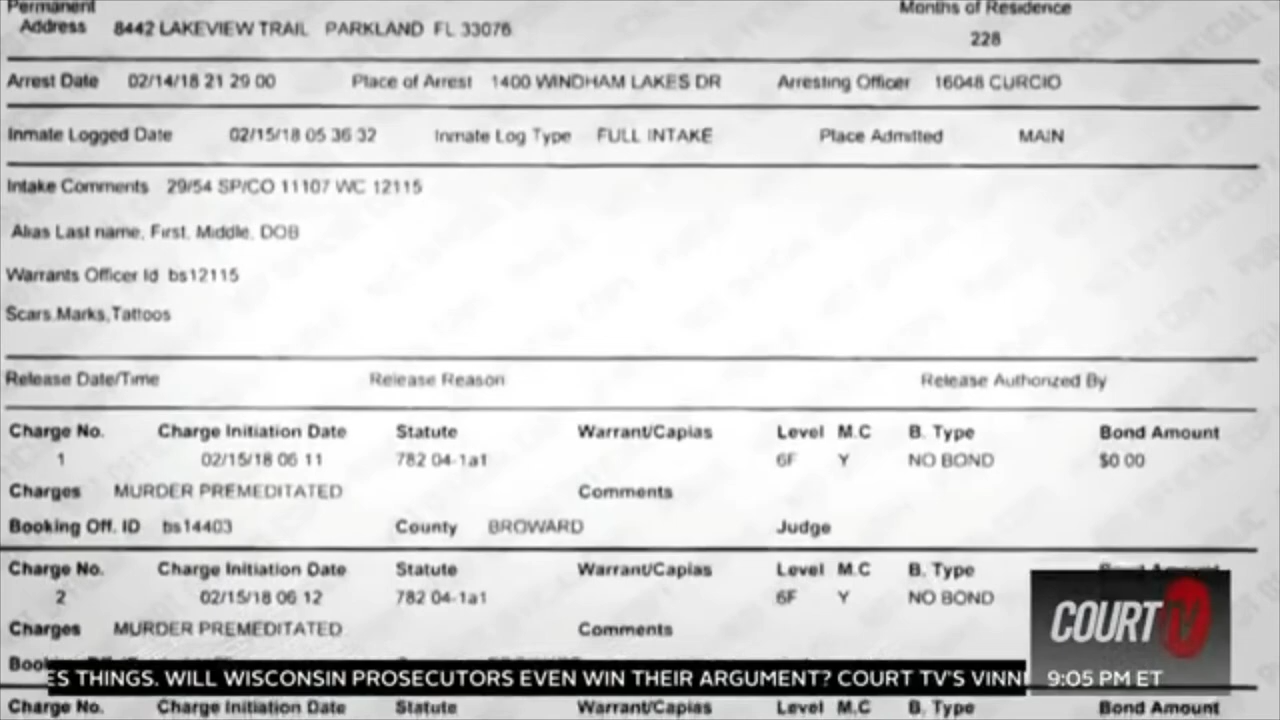 Permanent Months of Residence
Address 8442 LAKEVIEW TRAIL PARKLAND FL 33076 228
Arrest Date 02/14/18 21 29 00 Place of Arrest 1400 WINDHAM LAKES DR Arresting Officer 16048 CURCIO
Inmate Logged Date 02/15/18 05 36 32 Inmate Log Type FULL INTAKE Place Admitted MAIN
Intake Comments 29/54 SP/CO 11107 WC 12115
Alias Last name, First, Middle, DOB
Warrants Officer Id bs12115
Scars,Marks,Tattoos
Release Date/Time Release Reason Release Authorized By
Charge No. Charge Initiation Date Statute Warrant/Capias Level M.C B. Type Bond Amount
1 02/15/18 06 11 782 04-1a1 6F Y NO BOND $0 00
Charges MURDER PREMEDITATED Comments
Booking Off. ID bs14403 County BROWARD Judge
Charge No. Charge Initiation Date Statute Warrant/Capias Level M.C B. Type
2 02/15/18 06 12 782 04-1a1 6F Y NO BOND
Charges MURDER PREMEDITATED Comments
COURT TV
ES THINGS. WILL WISCONSIN PROSECUTORS EVEN WIN THEIR ARGUMENT? COURT TV'S VINNI 9:05 PM ET
Charge No. Charge Initiation Date Statute Warrant/Capias Level M.C B. Type Bond Amount